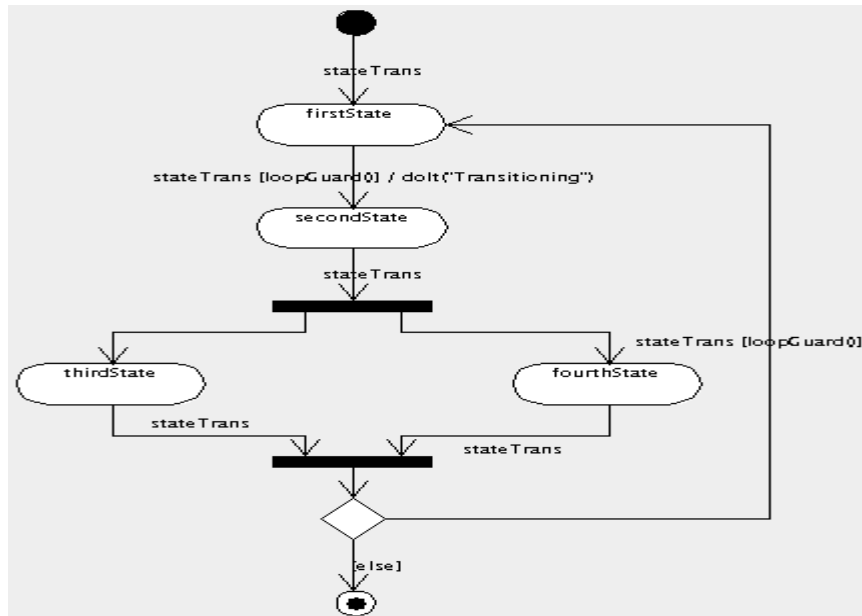 stateTrans
firstState
stateTrans [loopGuard()] / doIt("Transitioning")
secondState
stateTrans
stateTrans [loopGuard()]
thirdState
fourthState
stateTrans
stateTrans
[else]